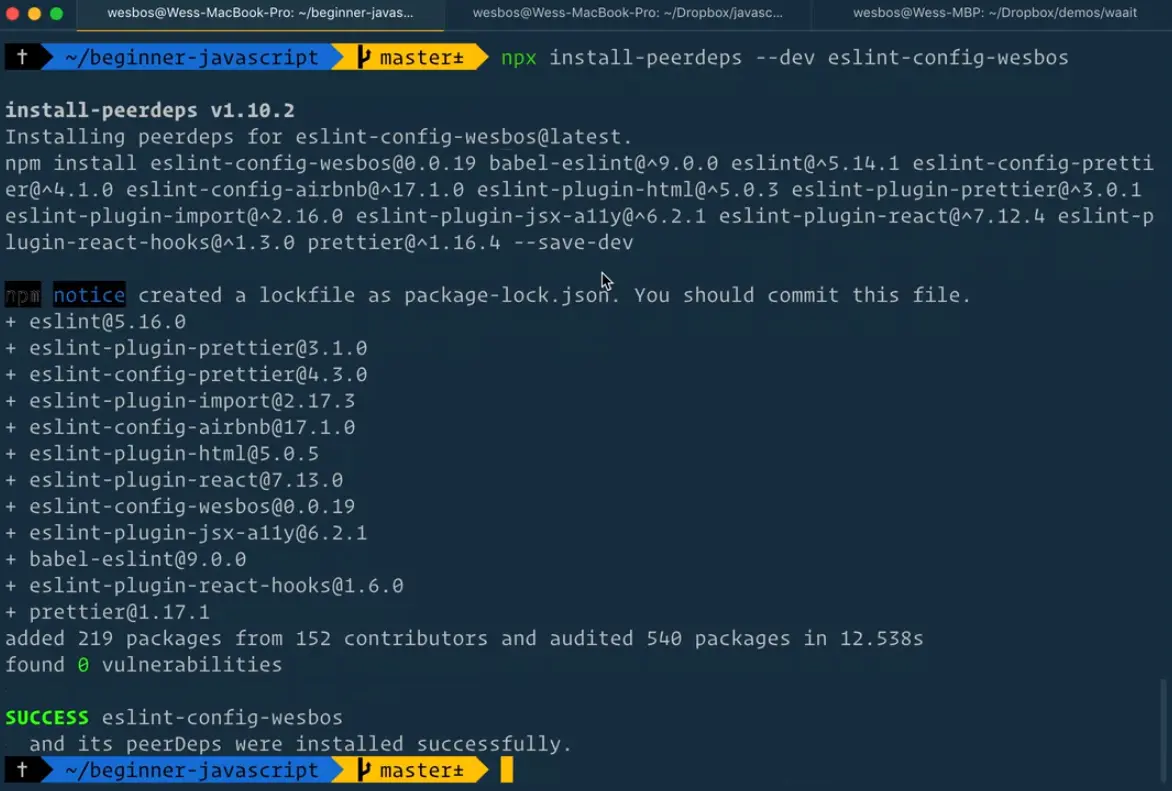 wesbos@Wess-MacBook-Pro: ~/beginner-javas...
wesbos@Wess-MacBook-Pro: ~/Dropbox/javasc...
wesbos@Wess-MBP: ~/Dropbox/demos/waait
† ~/beginner-javascript master± npx install-peerdeps --dev eslint-config-wesbos
install-peerdeps v1.10.2
Installing peerdeps for eslint-config-wesbos@latest.
npm install eslint-config-wesbos@0.0.19 babel-eslint@^9.0.0 eslint@^5.14.1 eslint-config-pretti
er@^4.1.0 eslint-config-airbnb@^17.1.0 eslint-plugin-html@^5.0.3 eslint-plugin-prettier@^3.0.1
eslint-plugin-import@^2.16.0 eslint-plugin-jsx-a11y@^6.2.1 eslint-plugin-react@^7.12.4 eslint-p
lugin-react-hooks@^1.3.0 prettier@^1.16.4 --save-dev
npm notice created a lockfile as package-lock.json. You should commit this file.
+ eslint@5.16.0
+ eslint-plugin-prettier@3.1.0
+ eslint-config-prettier@4.3.0
+ eslint-plugin-import@2.17.3
+ eslint-config-airbnb@17.1.0
+ eslint-plugin-html@5.0.5
+ eslint-plugin-react@7.13.0
+ eslint-config-wesbos@0.0.19
+ eslint-plugin-jsx-a11y@6.2.1
+ babel-eslint@9.0.0
+ eslint-plugin-react-hooks@1.6.0
+ prettier@1.17.1
added 219 packages from 152 contributors and audited 540 packages in 12.538s
found 0 vulnerabilities
SUCCESS eslint-config-wesbos
and its peerDeps were installed successfully.
† ~/beginner-javascript master±